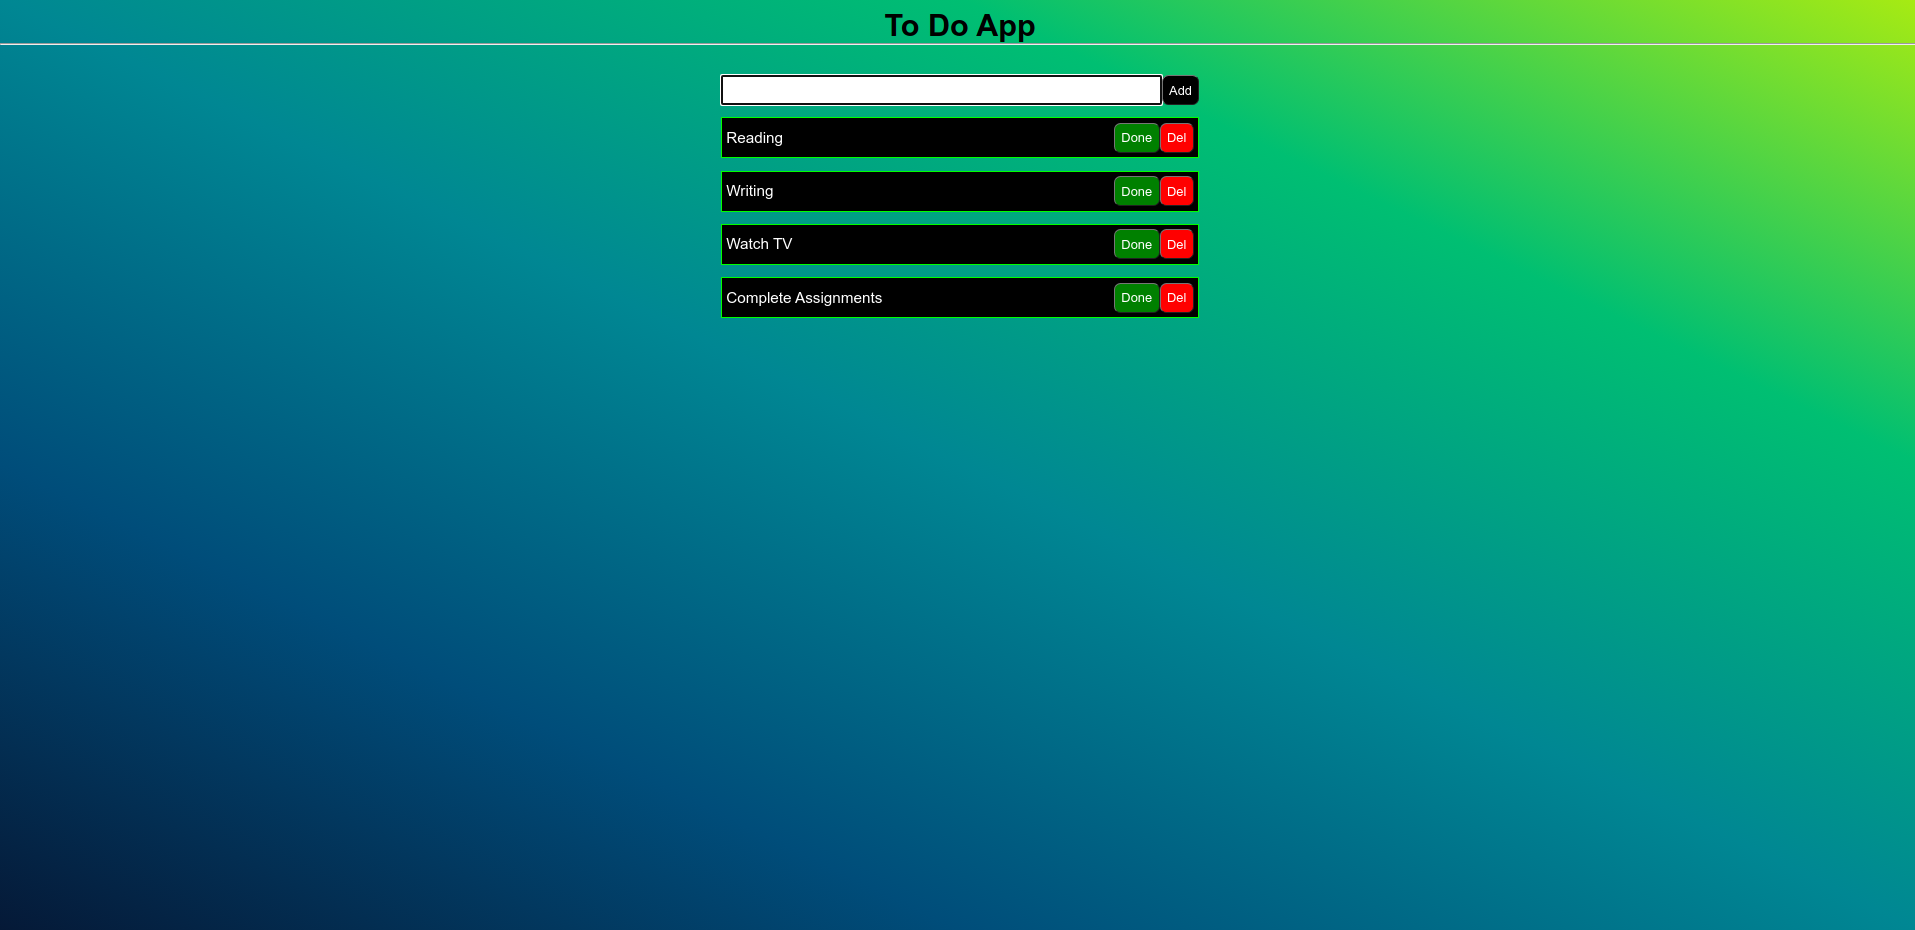 To Do App
Add
Reading Done Del
Writing Done Del
Watch TV Done Del
Complete Assignments Done Del